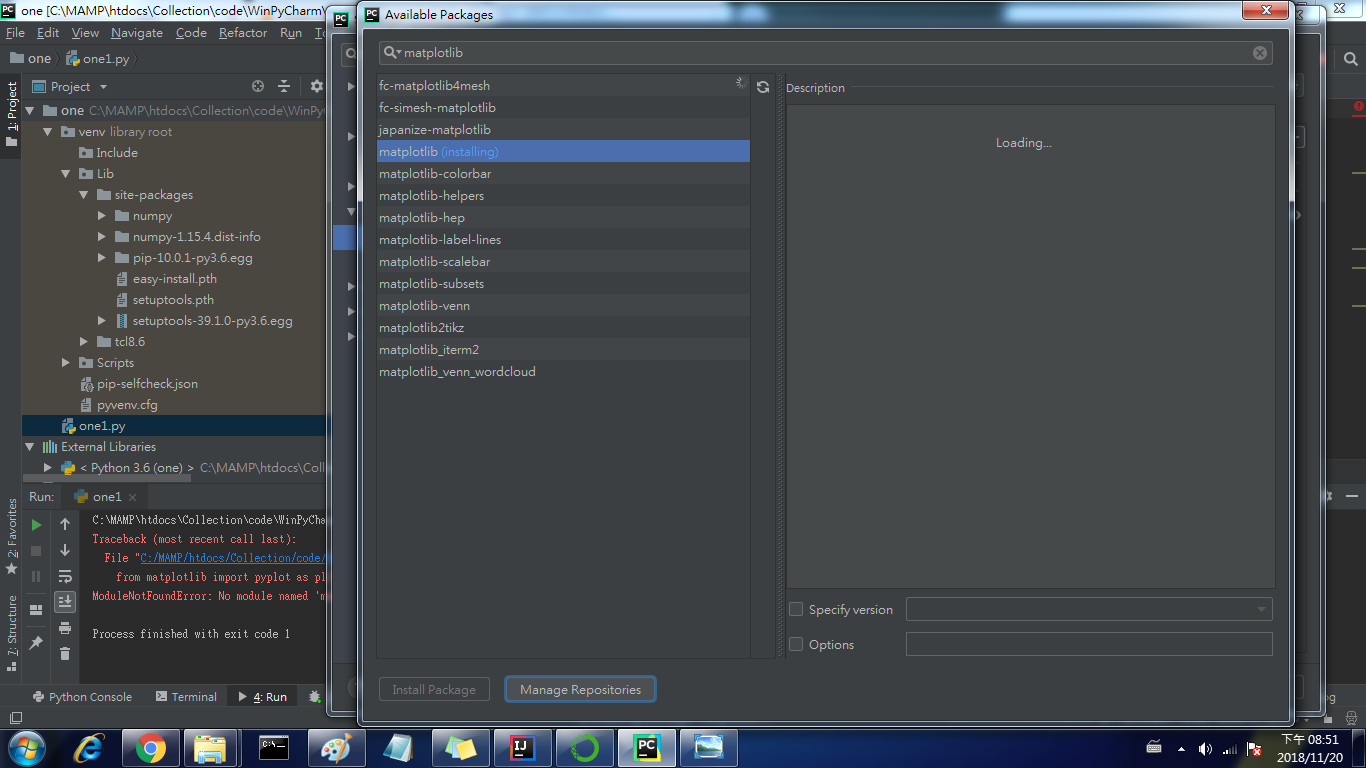 one [C:\MAMP\htdocs\Collection\code\WinPyCharm\
Available Packages
File Edit View Navigate Code Refactor Run
matplotlib
one one1.py
Project
1: Project
one C:\MAMP\htdocs\Collection\code\WinPyC
venv library root
Include
Lib
site-packages
numpy
numpy-1.15.4.dist-info
pip-10.0.1-py3.6.egg
easy-install.pth
setuptools.pth
setuptools-39.1.0-py3.6.egg
tcl8.6
Scripts
pip-selfcheck.json
pyvenv.cfg
one1.py
External Libraries
< Python 3.6 (one) > C:\MAMP\htdocs\Coll
fc-matplotlib4mesh
fc-simesh-matplotlib
japanize-matplotlib
matplotlib (installing)
matplotlib-colorbar
matplotlib-helpers
matplotlib-hep
matplotlib-label-lines
matplotlib-scalebar
matplotlib-subsets
matplotlib-venn
matplotlib2tikz
matplotlib_iterm2
matplotlib_venn_wordcloud
Description
Loading...
Specify version
Options
Install Package
Manage Repositories
Run: one1
2: Favorites
7: Structure
C:\MAMP\htdocs\Collection\code\WinPyCha
Traceback (most recent call last):
File "C:/MAMP/htdocs/Collection/code/
from matplotlib import pyplot as pl
ModuleNotFoundError: No module named 'm
Process finished with exit code 1
Python Console Terminal 4: Run
下午 08:51
2018/11/20